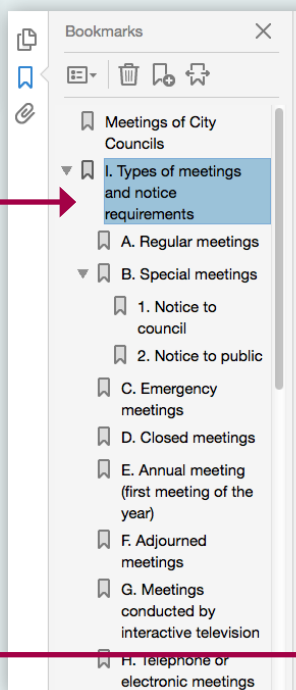 Bookmarks
Meetings of City
Councils
I. Types of meetings
and notice
requirements
A. Regular meetings
B. Special meetings
1. Notice to
council
2. Notice to public
C. Emergency
meetings
D. Closed meetings
E. Annual meeting
(first meeting of the
year)
F. Adjourned
meetings
G. Meetings
conducted by
interactive television
H. Telephone or
electronic meetings